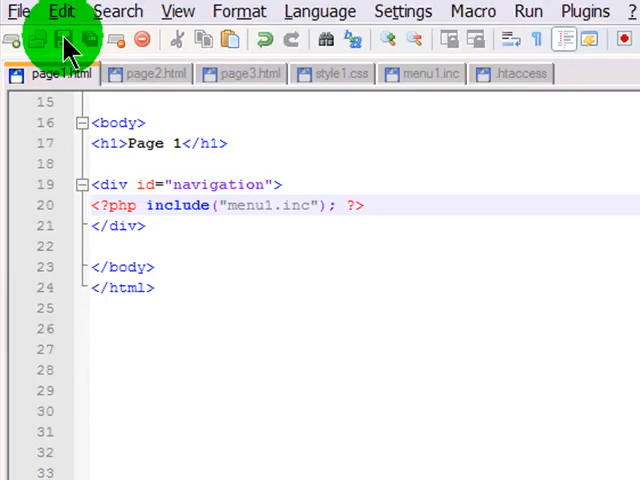 File Edit Search View Format Language Settings Macro Run Plugins ?
page1.html page2.html page3.html style1.css menu1.inc .htaccess
15
16 <body>
17 <h1>Page 1</h1>
18
19 <div id="navigation">
20 <?php include("menu1.inc"); ?>
21 </div>
22
23 </body>
24 </html>
25
26
27
28
29
30
31
32
33